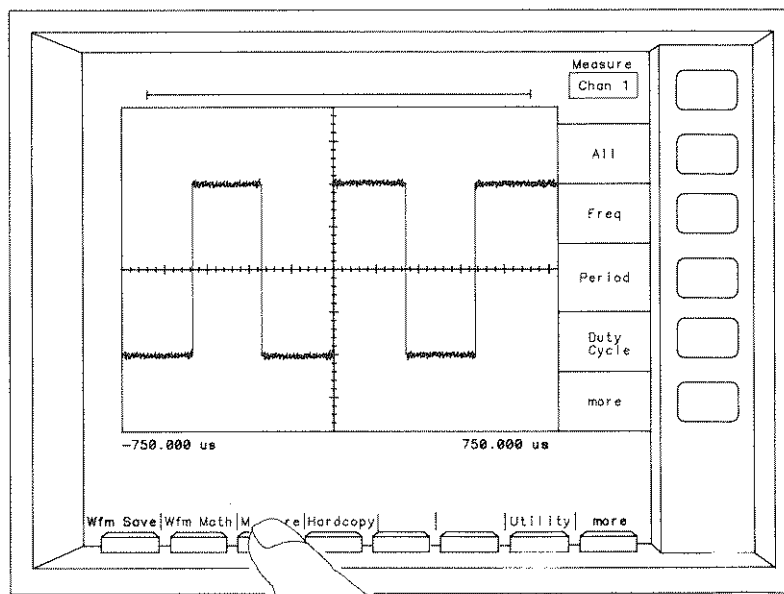 Measure
Chan 1
All
Freq
Period
Duty
Cycle
more
-750.000 us
750.000 us
Wfm Save
Wfm Math
Hardcopy
Utility
more